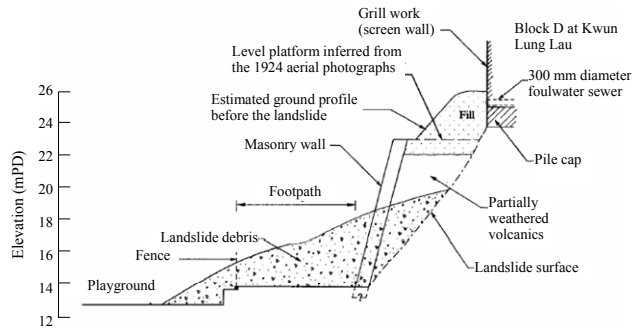 Grill work
(screen wall)
Block D at Kwun
Lung Lau
Level platform inferred from
the 1924 aerial photographs
300 mm diameter
foulwater sewer
Estimated ground profile
before the landslide
Fill
Masonry wall
Pile cap
Footpath
Partially
weathered
volcanics
Landslide debris
Fence
Landslide surface
Playground
Elevation (mPD)
26
24
22
20
18
16
14
12